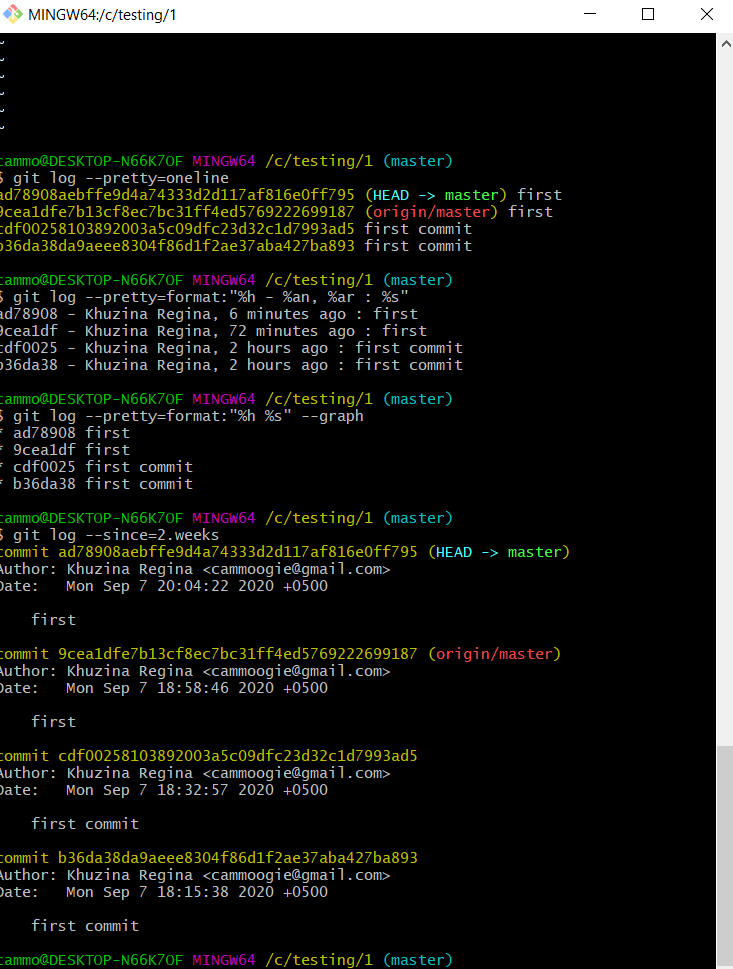 MINGW64:/c/testing/1
~
~
~
~
~
~
cammo@DESKTOP-N66K7OF MINGW64 /c/testing/1 (master)
$ git log --pretty=oneline
ad78908aebffe9d4a74333d2d117af816e0ff795 (HEAD -> master) first
9cea1dfe7b13cf8ec7bc31ff4ed5769222699187 (origin/master) first
cdf00258103892003a5c09dfc23d32c1d7993ad5 first commit
b36da38da9aeee8304f86d1f2ae37aba427ba893 first commit
cammo@DESKTOP-N66K7OF MINGW64 /c/testing/1 (master)
$ git log --pretty=format:"%h - %an, %ar : %s"
ad78908 - Khuzina Regina, 6 minutes ago : first
9cea1df - Khuzina Regina, 72 minutes ago : first
cdf0025 - Khuzina Regina, 2 hours ago : first commit
b36da38 - Khuzina Regina, 2 hours ago : first commit
cammo@DESKTOP-N66K7OF MINGW64 /c/testing/1 (master)
$ git log --pretty=format:"%h %s" --graph
* ad78908 first
* 9cea1df first
* cdf0025 first commit
* b36da38 first commit
cammo@DESKTOP-N66K7OF MINGW64 /c/testing/1 (master)
$ git log --since=2.weeks
commit ad78908aebffe9d4a74333d2d117af816e0ff795 (HEAD -> master)
Author: Khuzina Regina <cammoogie@gmail.com>
Date:   Mon Sep 7 20:04:22 2020 +0500
first
commit 9cea1dfe7b13cf8ec7bc31ff4ed5769222699187 (origin/master)
Author: Khuzina Regina <cammoogie@gmail.com>
Date:   Mon Sep 7 18:58:46 2020 +0500
first
commit cdf00258103892003a5c09dfc23d32c1d7993ad5
Author: Khuzina Regina <cammoogie@gmail.com>
Date:   Mon Sep 7 18:32:57 2020 +0500
first commit
commit b36da38da9aeee8304f86d1f2ae37aba427ba893
Author: Khuzina Regina <cammoogie@gmail.com>
Date:   Mon Sep 7 18:15:38 2020 +0500
first commit
cammo@DESKTOP-N66K7OF MINGW64 /c/testing/1 (master)